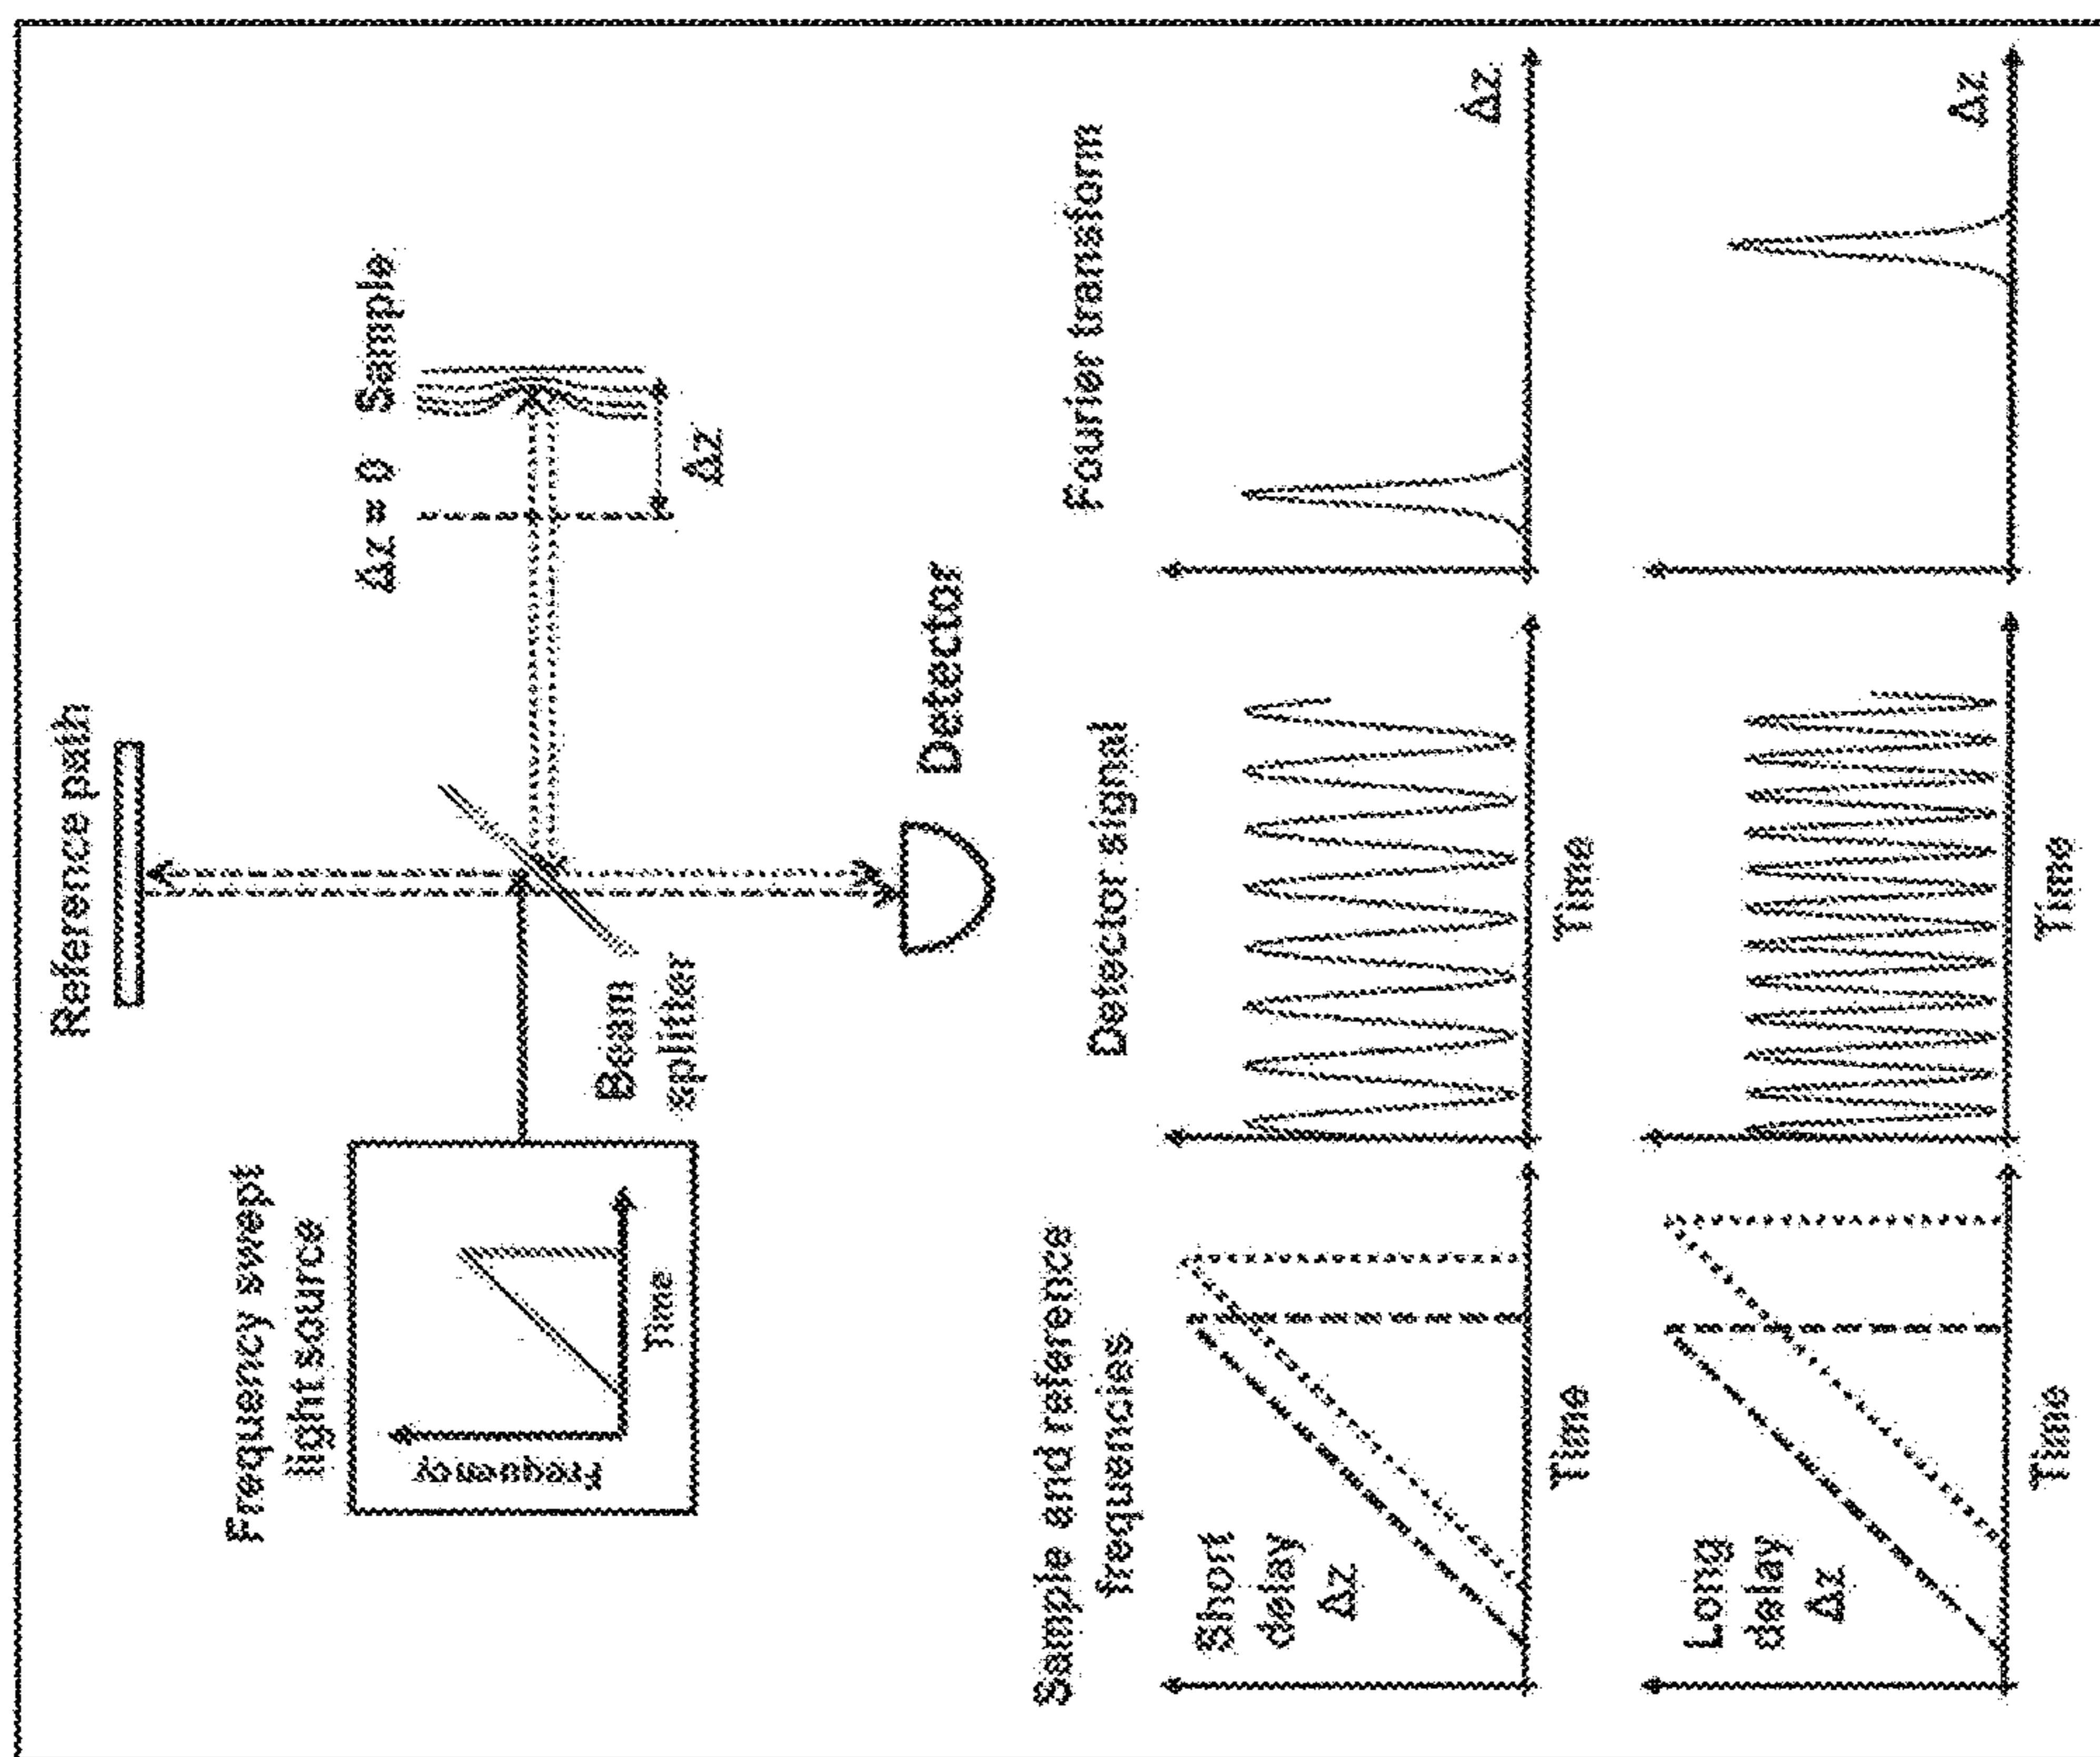 Reference path
Frequency swept
light source
Frequency
Time
Δz = 0
Sample
Δz
Beam
splitter
Detector
Sample and reference
frequencies
Detector signal
Fourier transform
Short
delay
Δz
Time
Time
Δz
Long
delay
Δz
Time
Time
Δz